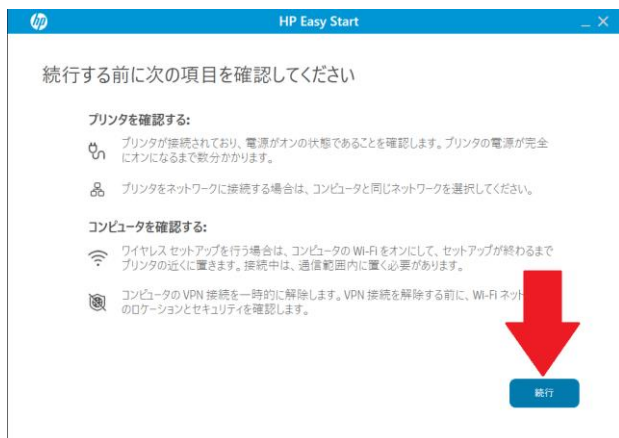 hp
HP Easy Start
続行する前に次の項目を確認してください
プリンタを確認する:
プリンタが接続されており、電源がオンの状態であることを確認します。プリンタの電源が完全
にオンになるまで数分かかります。
プリンタをネットワークに接続する場合は、コンピュータと同じネットワークを選択してください。
コンピュータを確認する:
ワイヤレス セットアップを行う場合は、コンピュータの Wi-Fi をオンにして、セットアップが終わるまで
プリンタの近くに置きます。接続中は、通信範囲内に置く必要があります。
コンピュータの VPN 接続を一時的に解除します。VPN 接続を解除する前に、Wi-Fi ネット
のロケーションとセキュリティを確認します。
続行